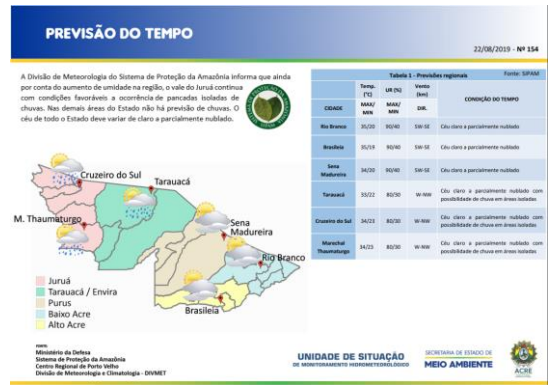 PREVISÃO DO TEMPO
22/08/2019 - Nº 154
A Divisão de Meteorologia do Sistema de Proteção da Amazônia informa que ainda
por conta do aumento de umidade na região, o vale do Juruá continua
com condições favoráveis a ocorrência de pancadas isoladas de
chuvas. Nas demais áreas do Estado não há previsão de chuvas. O
céu de todo o Estado deve variar de claro a parcialmente nublado.
Tabela 1 - Previsões regionais Fonte: SIPAM
CIDADE Temp. (°C) MAX/MIN UR (%) MAX/MIN Vento (km) DIR. CONDIÇÃO DO TEMPO
Rio Branco 35/20 90/40 SW-SE Céu claro a parcialmente nublado
Brasileia 35/19 90/40 SW-SE Céu claro a parcialmente nublado
Sena Madureira 34/20 90/40 SW-SE Céu claro a parcialmente nublado
Tarauacá 33/22 80/30 W-NW Céu claro a parcialmente nublado com
possibilidade de chuva em áreas isoladas
Cruzeiro do Sul 34/23 80/30 W-NW Céu claro a parcialmente nublado com
possibilidade de chuva em áreas isoladas
Marechal Thaumaturgo 34/23 80/30 W-NW Céu claro a parcialmente nublado com
possibilidade de chuva em áreas isoladas
Cruzeiro do Sul
Tarauacá
M. Thaumaturgo
Sena
Madureira
Rio Branco
Brasileia
Juruá
Tarauacá / Envira
Purus
Baixo Acre
Alto Acre
FONTE:
Ministério da Defesa
Sistema de Proteção da Amazônia
Centro Regional de Porto Velho
Divisão de Meteorologia e Climatologia - DIVMET
UNIDADE DE SITUAÇÃO
DE MONITORAMENTO HIDROMETEOROLÓGICO
SECRETARIA DE ESTADO DE
MEIO AMBIENTE
ACRE